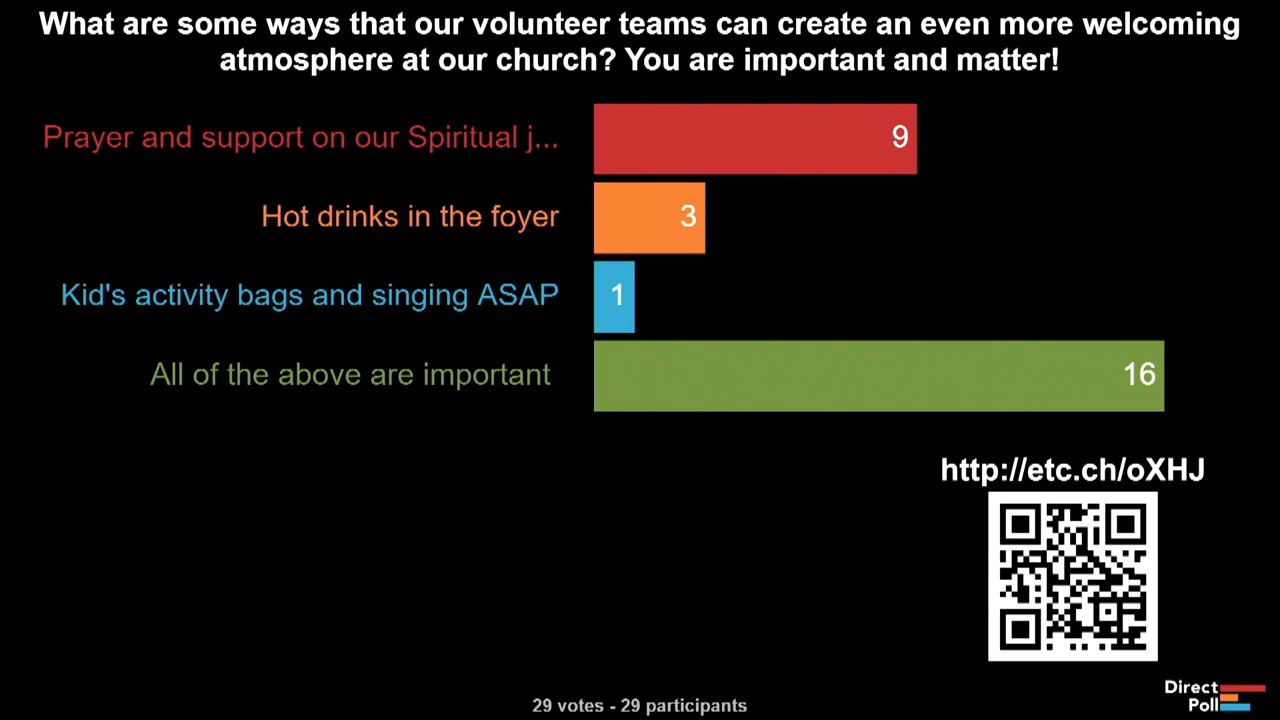 What are some ways that our volunteer teams can create an even more welcoming
atmosphere at our church? You are important and matter!
Prayer and support on our Spiritual j...
9
Hot drinks in the foyer
3
Kid's activity bags and singing ASAP
1
All of the above are important
16
http://etc.ch/oXHJ
29 votes - 29 participants
Direct
Poll